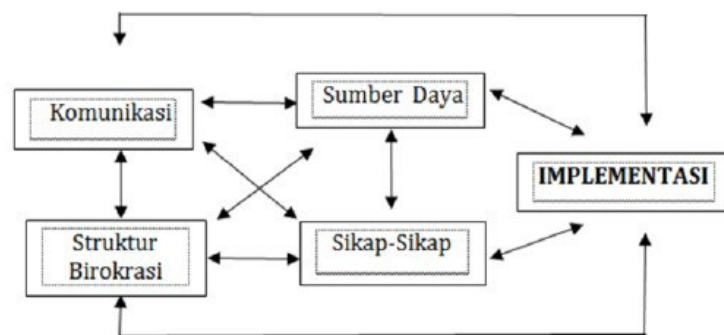 Komunikasi
Sumber Daya
IMPLEMENTASI
Struktur
Birokrasi
Sikap-Sikap